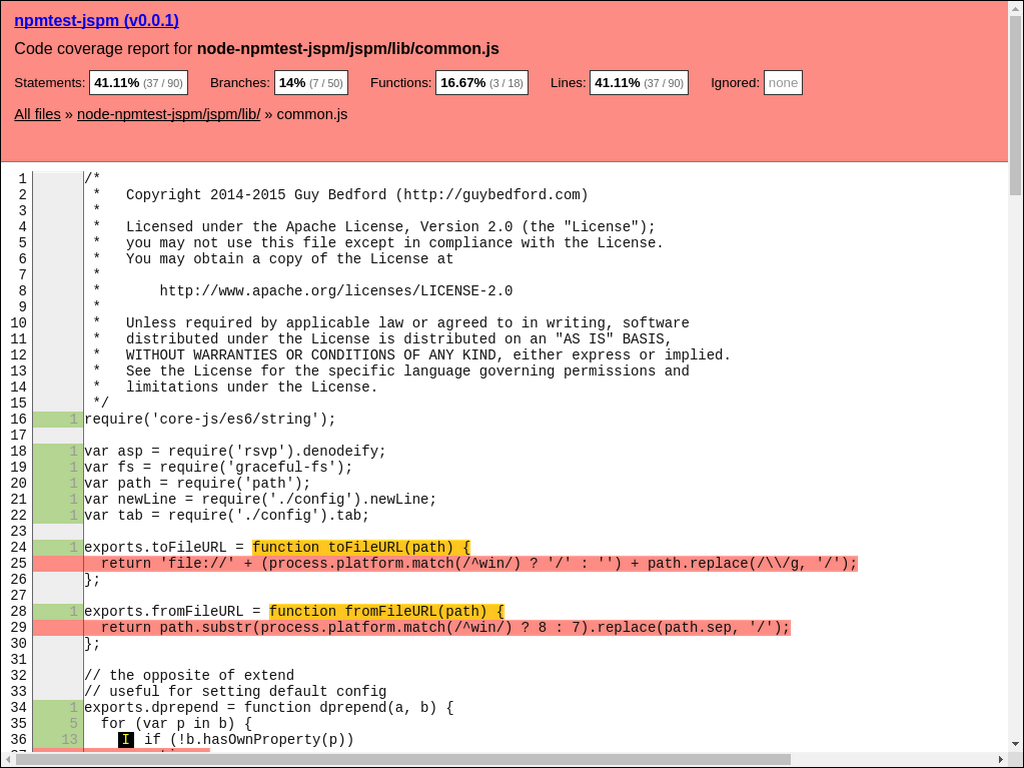 npmtest-jspm (v0.0.1)
Code coverage report for node-npmtest-jspm/jspm/lib/common.js
Statements: 41.11% (37 / 90) Branches: 14% (7 / 50) Functions: 16.67% (3 / 18) Lines: 41.11% (37 / 90) Ignored: none
All files » node-npmtest-jspm/jspm/lib/ » common.js
1 /*
2  *   Copyright 2014-2015 Guy Bedford (http://guybedford.com)
3  *
4  *   Licensed under the Apache License, Version 2.0 (the "License");
5  *   you may not use this file except in compliance with the License.
6  *   You may obtain a copy of the License at
7  *
8  *       http://www.apache.org/licenses/LICENSE-2.0
9  *
10  *   Unless required by applicable law or agreed to in writing, software
11  *   distributed under the License is distributed on an "AS IS" BASIS,
12  *   WITHOUT WARRANTIES OR CONDITIONS OF ANY KIND, either express or implied.
13  *   See the License for the specific language governing permissions and
14  *   limitations under the License.
15  */
16 1 require('core-js/es6/string');
17
18 1 var asp = require('rsvp').denodeify;
19 1 var fs = require('graceful-fs');
20 1 var path = require('path');
21 1 var newLine = require('./config').newLine;
22 1 var tab = require('./config').tab;
23
24 1 exports.toFileURL = function toFileURL(path) {
25   return 'file://' + (process.platform.match(/^win/) ? '/' : '') + path.replace(/\\/g, '/');
26 };
27
28 1 exports.fromFileURL = function fromFileURL(path) {
29   return path.substr(process.platform.match(/^win/) ? 8 : 7).replace(path.sep, '/');
30 };
31
32 // the opposite of extend
33 // useful for setting default config
34 1 exports.dprepend = function dprepend(a, b) {
35 5   for (var p in b) {
36 13     I if (!b.hasOwnProperty(p))